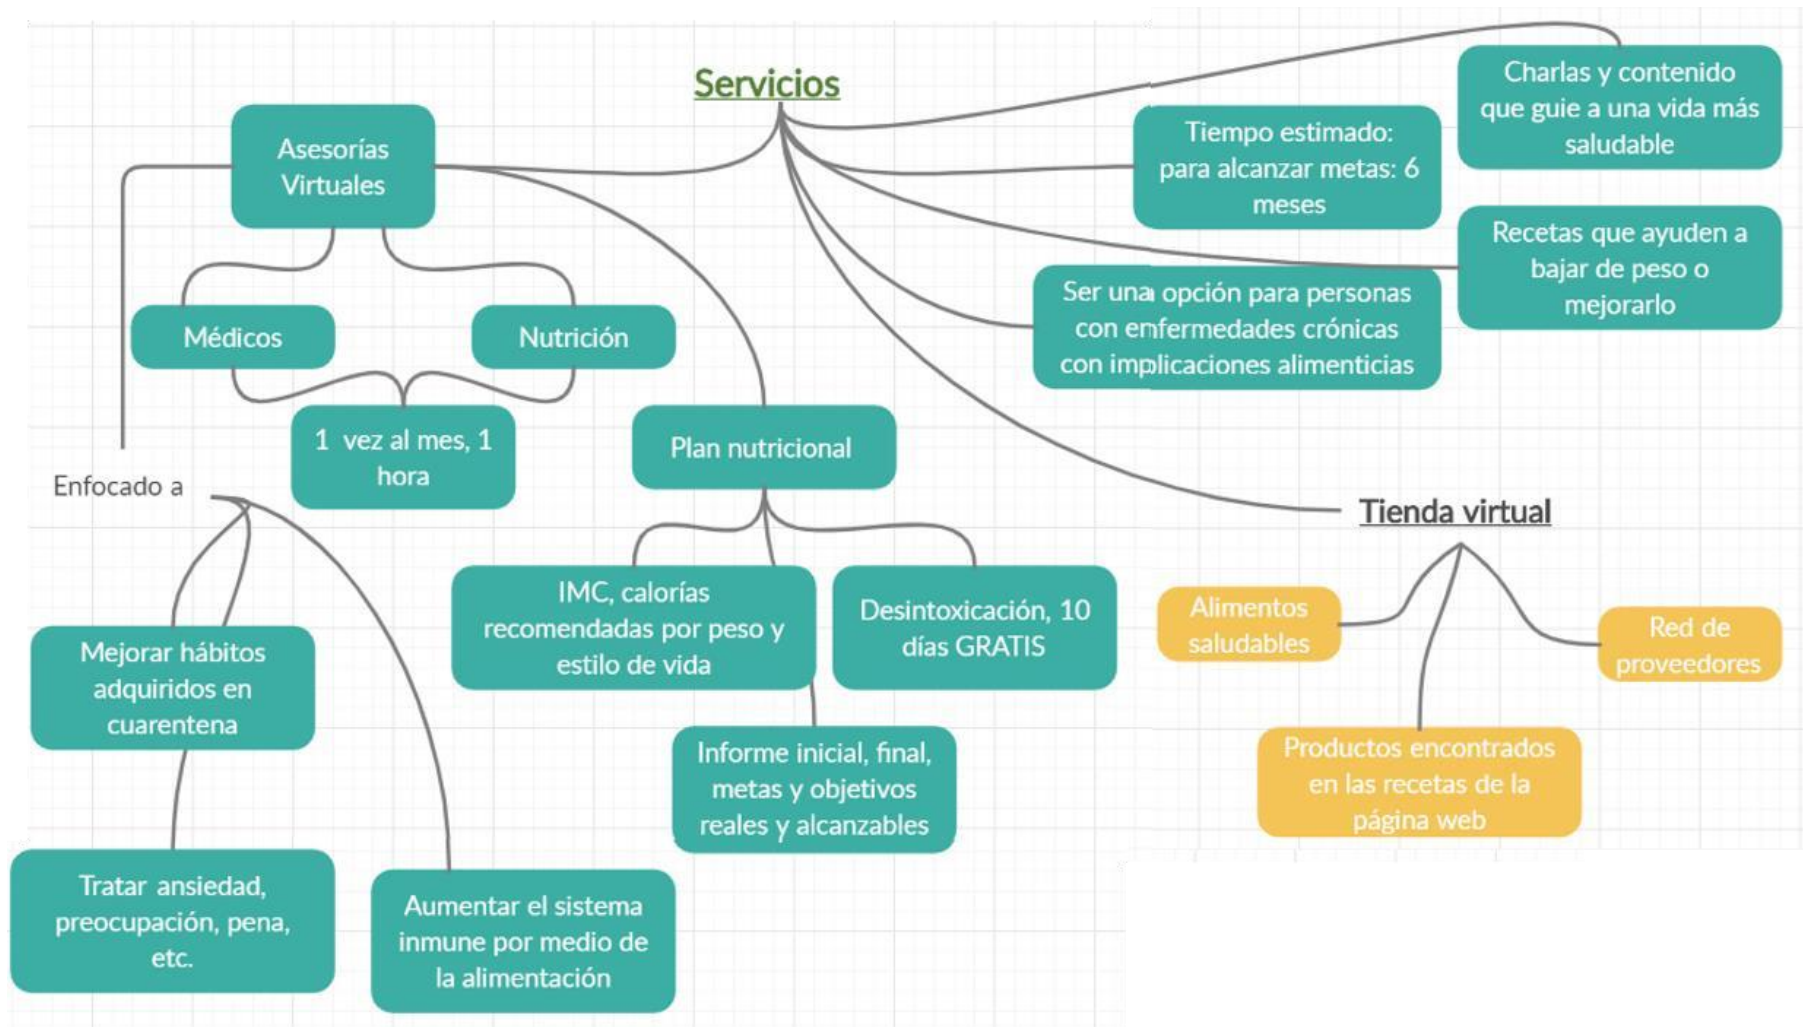 Servicios
Asesorías
Virtuales
Médicos
Nutrición
1 vez al mes, 1
hora
Enfocado a
Mejorar hábitos
adquiridos en
cuarentena
Tratar ansiedad,
preocupación, pena,
etc.
Aumentar el sistema
inmune por medio de
la alimentación
Plan nutricional
IMC, calorías
recomendadas por peso y
estilo de vida
Desintoxicación, 10
días GRATIS
Informe inicial, final,
metas y objetivos
reales y alcanzables
Charlas y contenido
que guie a una vida más
saludable
Tiempo estimado:
para alcanzar metas: 6
meses
Recetas que ayuden a
bajar de peso o
mejorarlo
Ser una opción para personas
con enfermedades crónicas
con implicaciones alimenticias
Tienda virtual
Alimentos
saludables
Red de
proveedores
Productos encontrados
en las recetas de la
página web